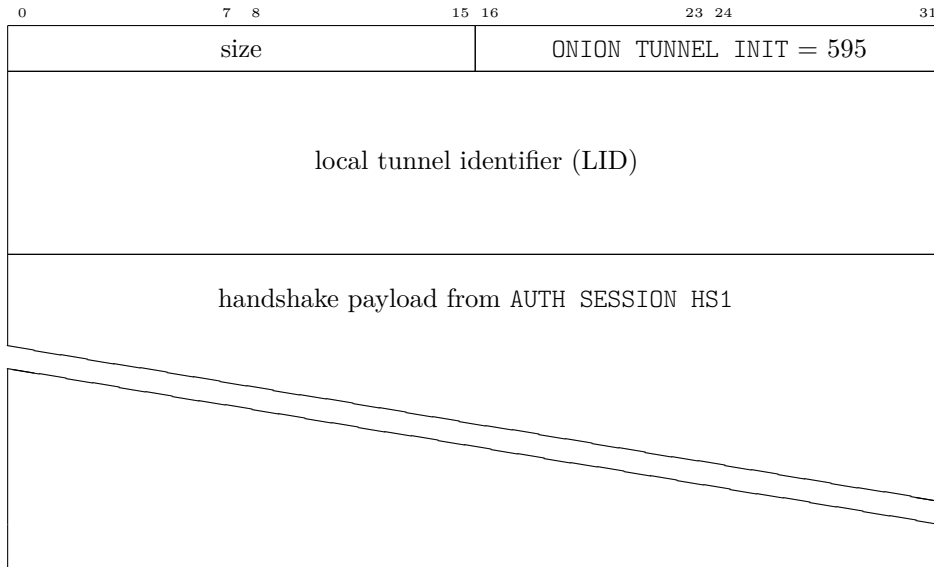 0 7 8 15 16 23 24 31
size ONION TUNNEL INIT = 595
local tunnel identifier (LID)
handshake payload from AUTH SESSION HS1